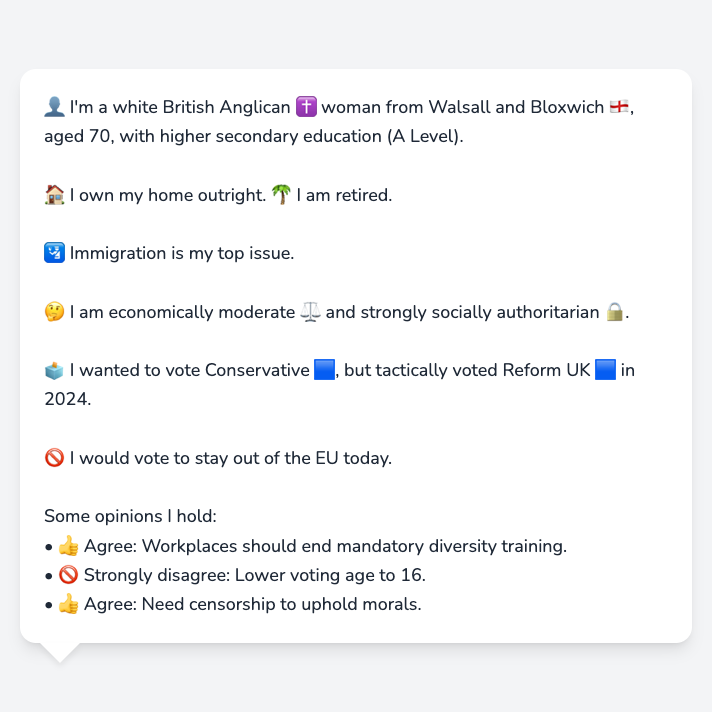 👤 I'm a white British Anglican ✝️ woman from Walsall and Bloxwich 🏴󠁧󠁢󠁥󠁮󠁧󠁿,
aged 70, with higher secondary education (A Level).
🏠 I own my home outright. 🌴 I am retired.
🛂 Immigration is my top issue.
🤔 I am economically moderate ⚖️ and strongly socially authoritarian 🔒.
🗳️ I wanted to vote Conservative 🟦, but tactically voted Reform UK 🟦 in
2024.
🚫 I would vote to stay out of the EU today.
Some opinions I hold:
• 👍 Agree: Workplaces should end mandatory diversity training.
• 🚫 Strongly disagree: Lower voting age to 16.
• 👍 Agree: Need censorship to uphold morals.